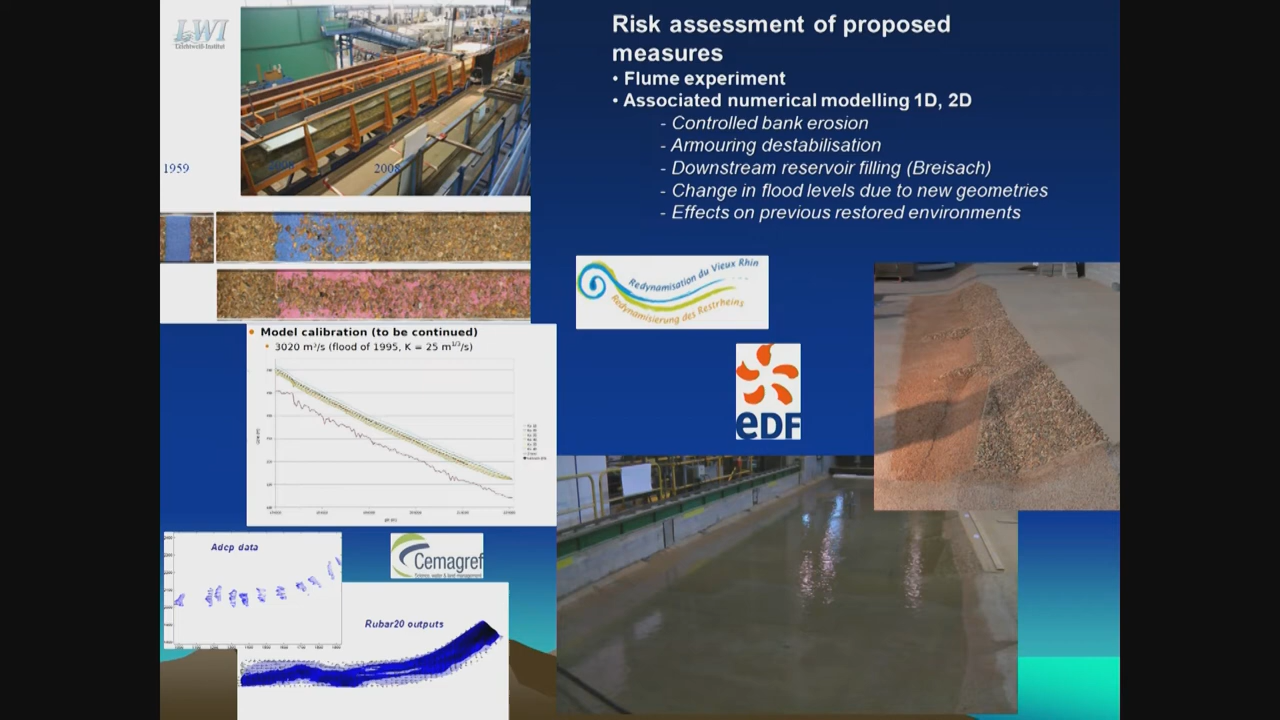 LWI
Leichtweiß-Institut
1959
2008
Risk assessment of proposed
measures
• Flume experiment
• Associated numerical modelling 1D, 2D
- Controlled bank erosion
- Armouring destabilisation
- Downstream reservoir filling (Breisach)
- Change in flood levels due to new geometries
- Effects on previous restored environments
Redynamisation du Vieux Rhin
Redynamisierung des Restrheins
eDF
• Model calibration (to be continued)
• 3020 m³/s (flood of 1995, K = 25 m^1/3/s)
Adcp data
Cemagref
Rubar20 outputs